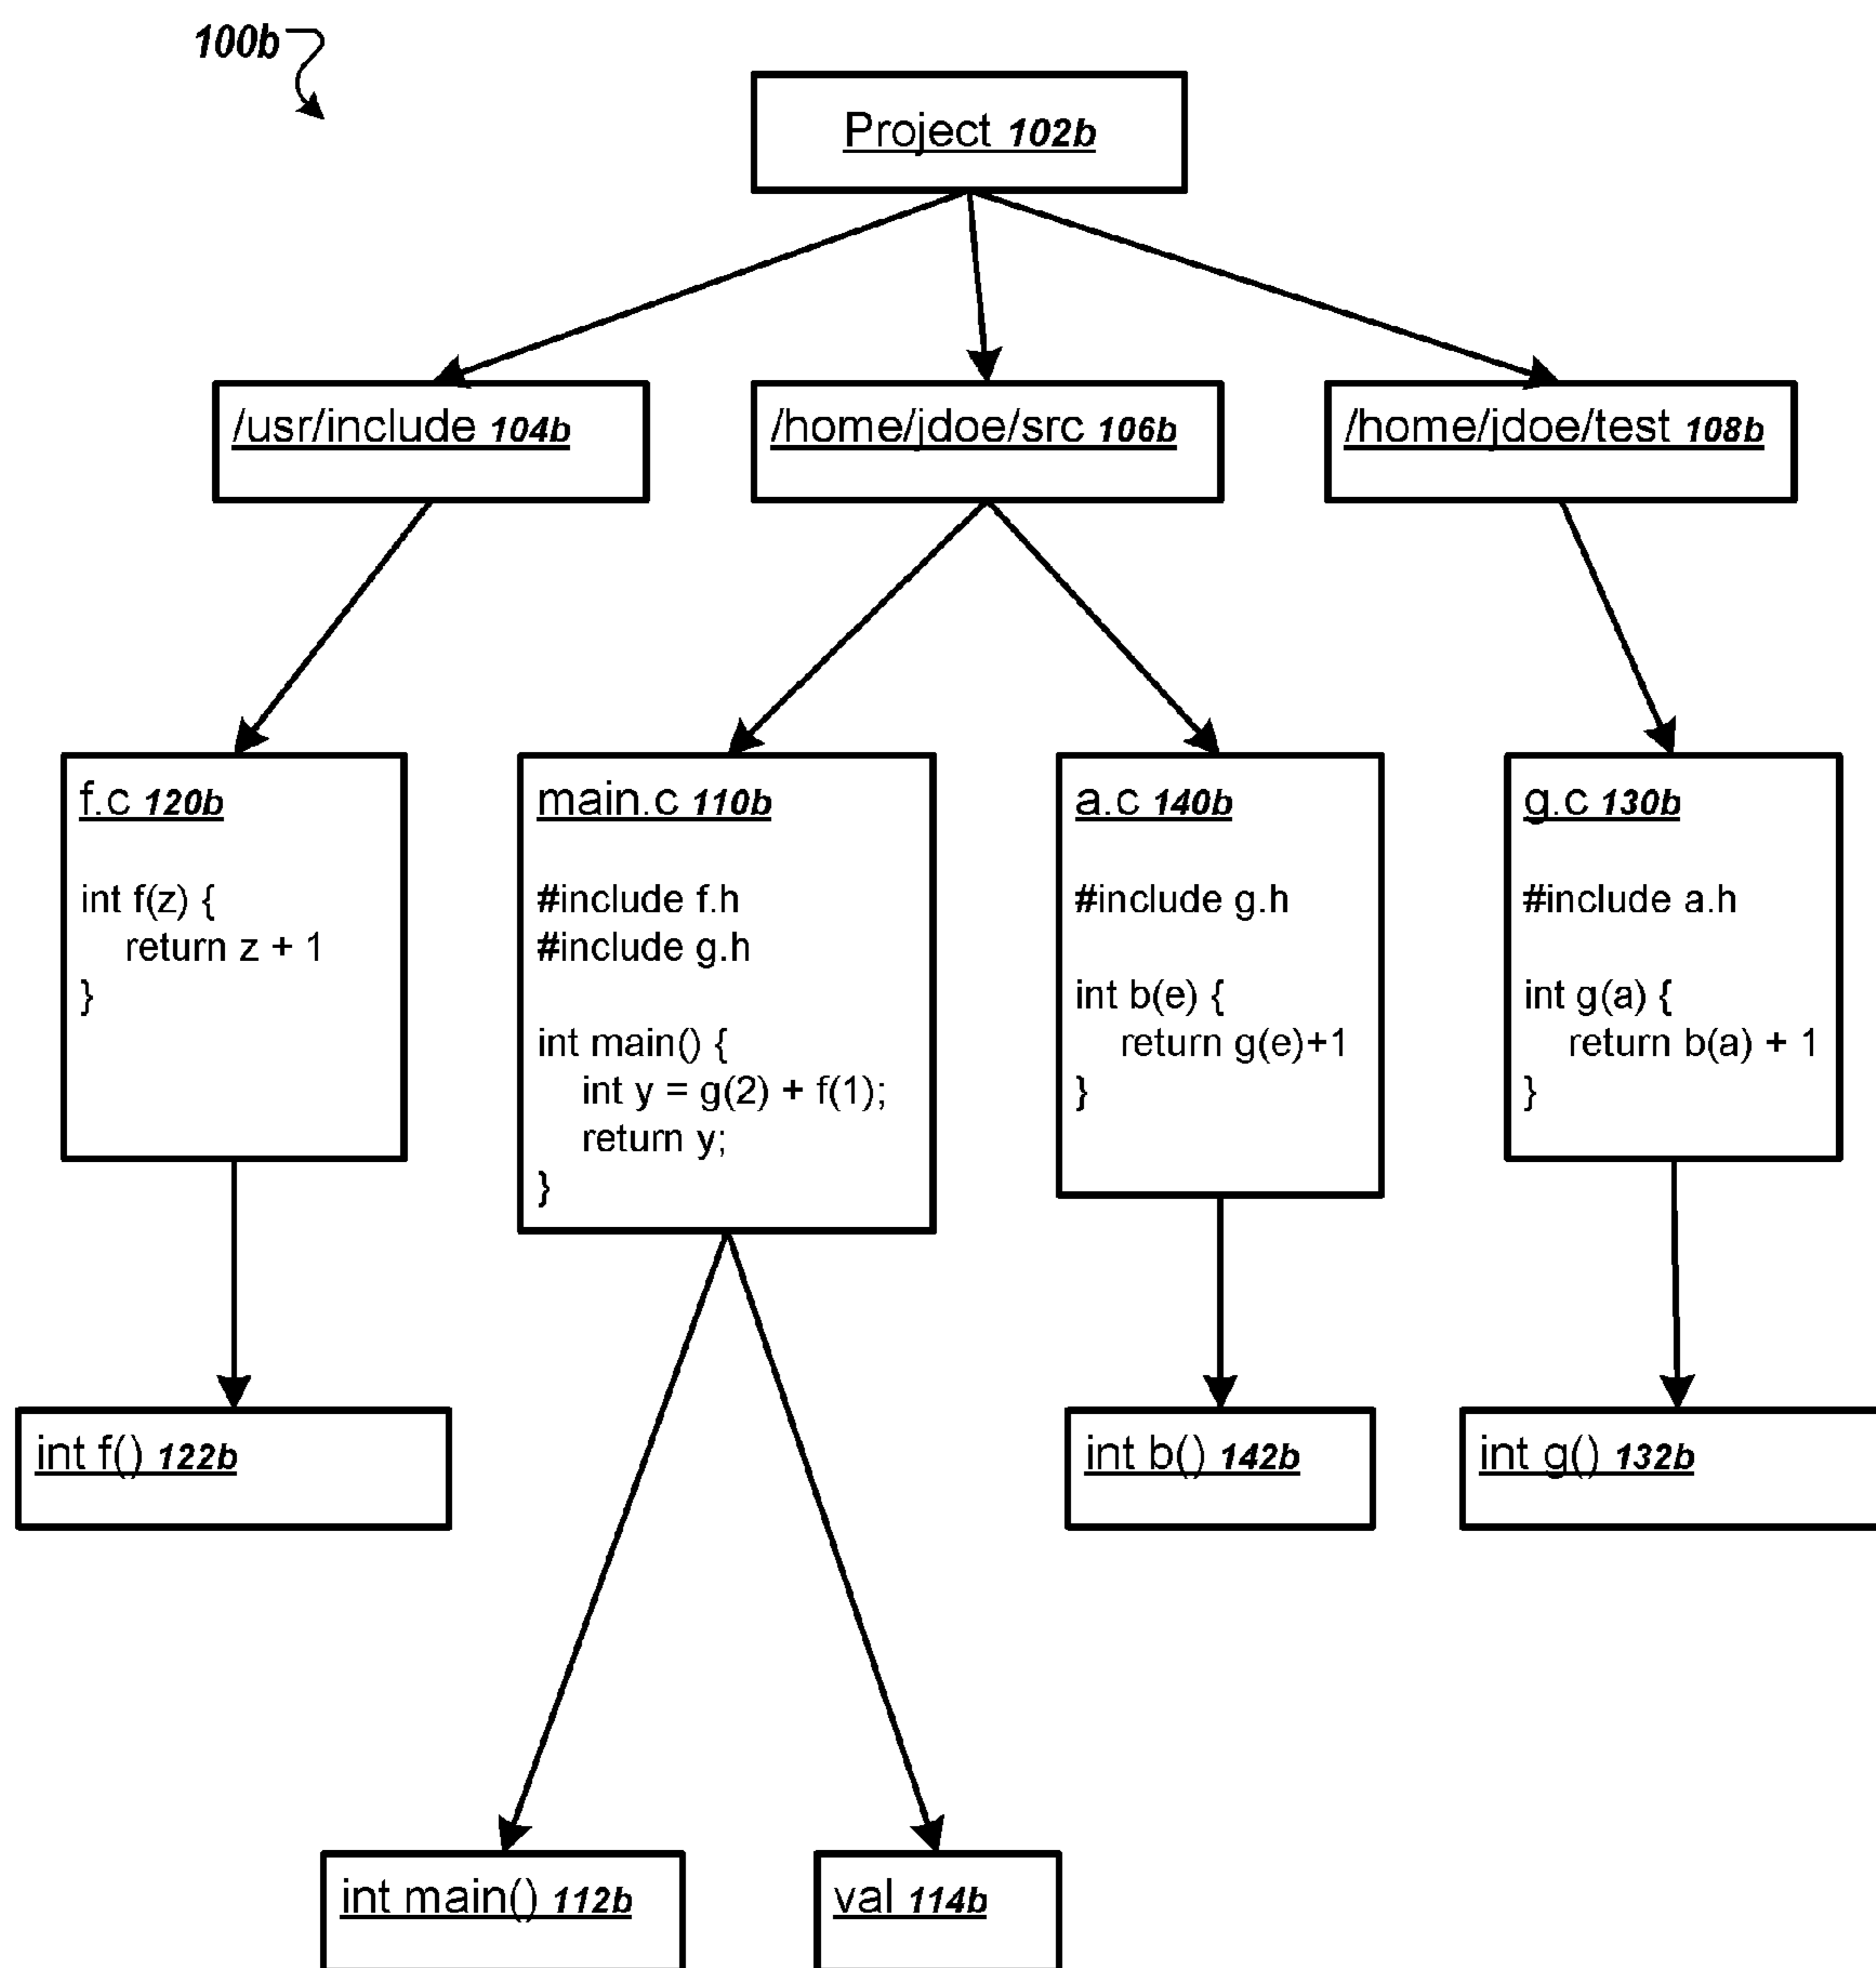 100b
Project 102b
/usr/include 104b
/home/jdoe/src 106b
/home/jdoe/test 108b
f.c 120b
int f(z) {
return z + 1
}
main.c 110b
#include f.h
#include g.h
int main() {
int y = g(2) + f(1);
return y;
}
a.c 140b
#include g.h
int b(e) {
return g(e)+1
}
g.c 130b
#include a.h
int g(a) {
return b(a) + 1
}
int f() 122b
int b() 142b
int g() 132b
int main() 112b
val 114b